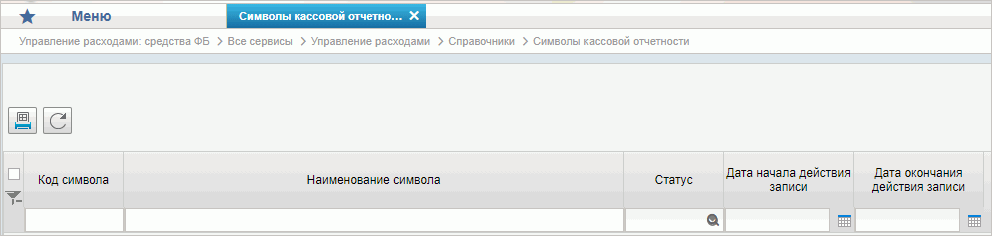 Меню
Символы кассовой отчетно...
Управление расходами: средства ФБ > Все сервисы > Управление расходами > Справочники > Символы кассовой отчетности
Код символа
Наименование символа
Статус
Дата начала действия
записи
Дата окончания
действия записи